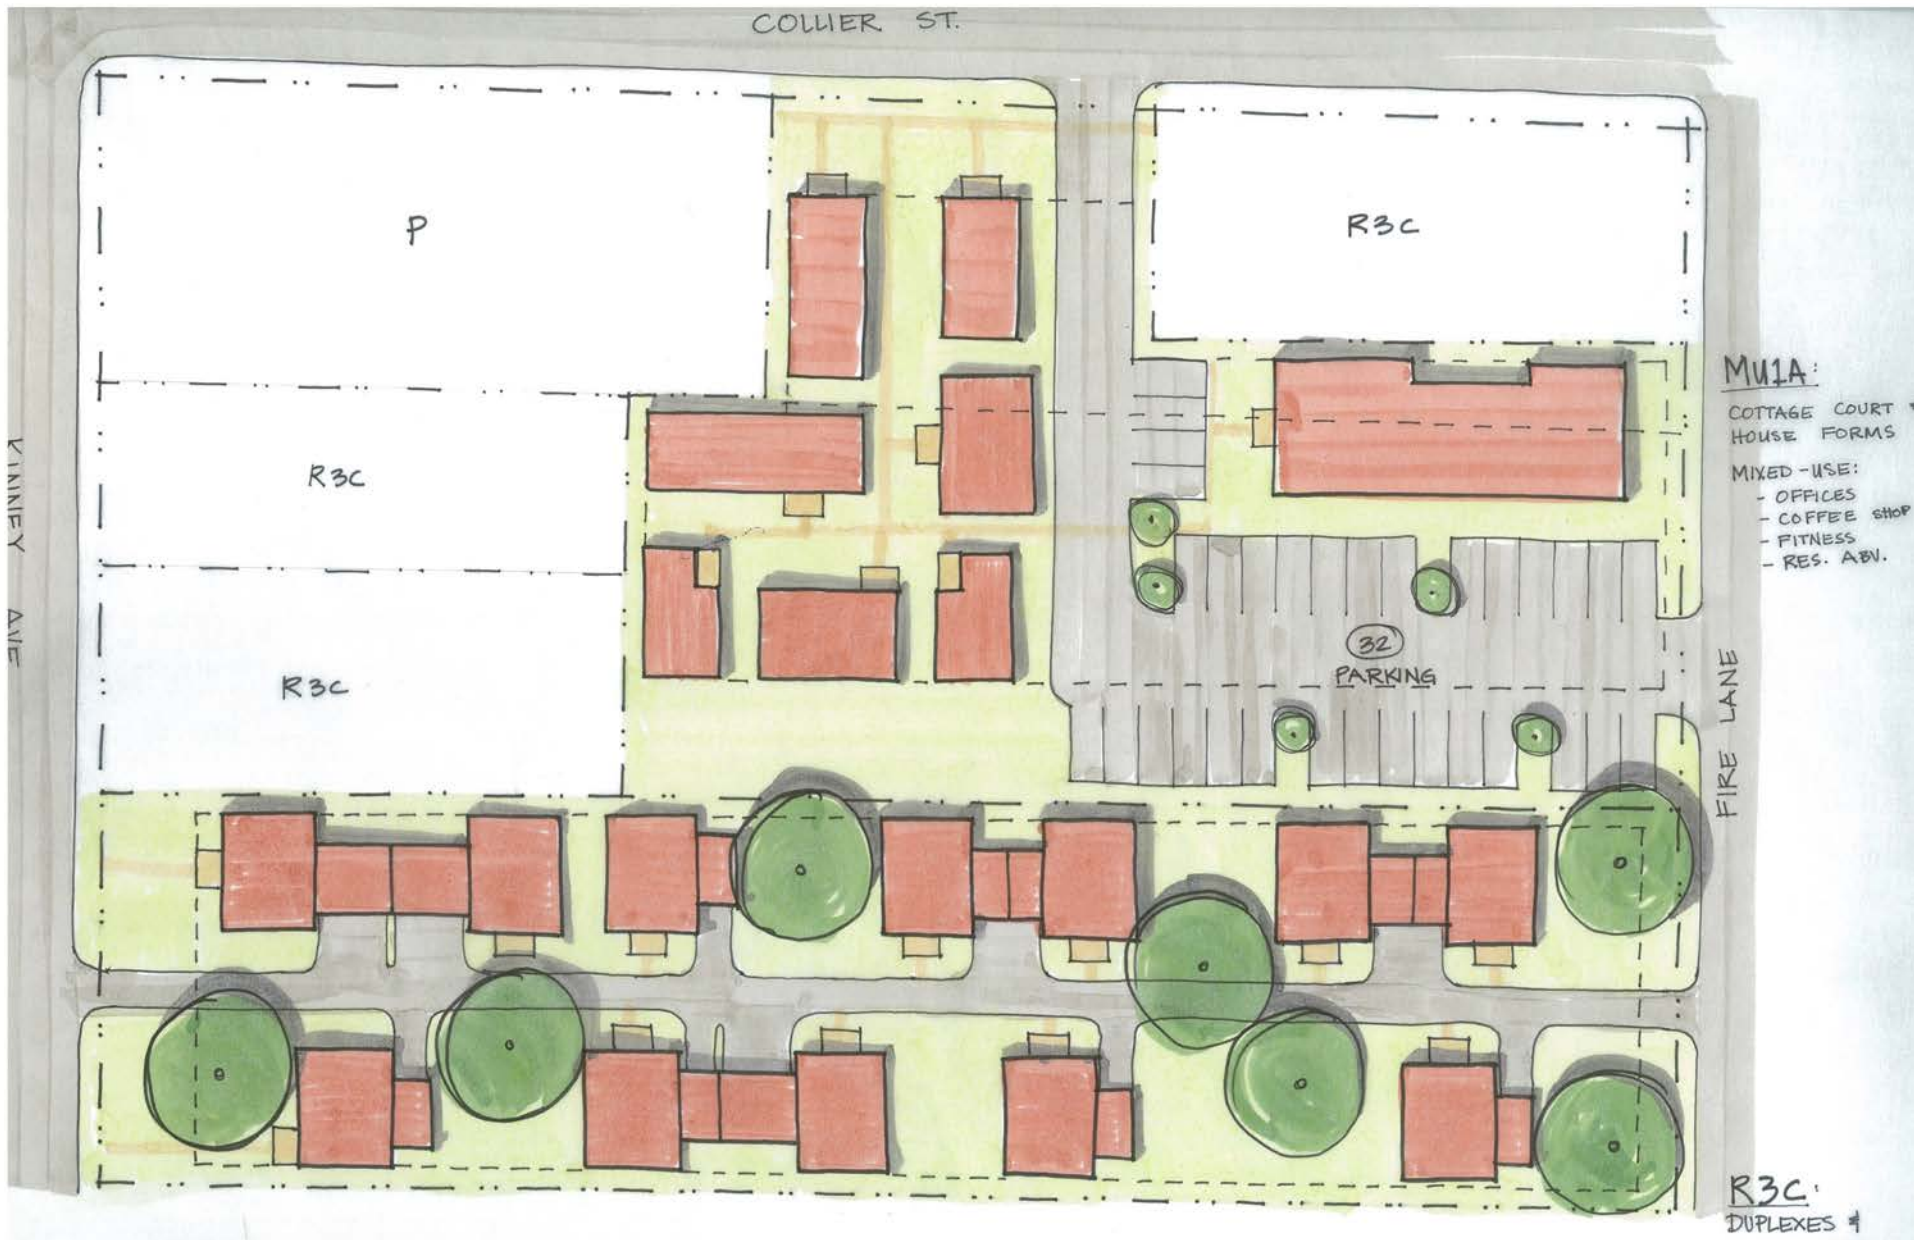 COLLIER ST.
P
R3C
R3C
R3C
KINNEY AVE
32
PARKING
FIRE LANE
MU1A:
COTTAGE COURT
HOUSE FORMS
MIXED-USE:
- OFFICES
- COFFEE SHOP
- FITNESS
- RES. ABV.
R3C:
DUPLEXES &